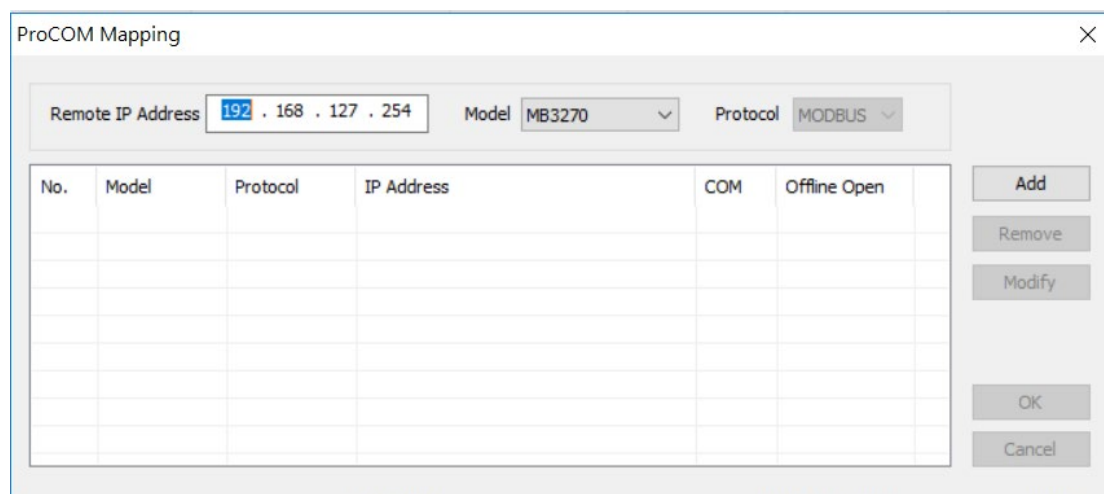 ProCOM Mapping
Remote IP Address 192 . 168 . 127 . 254 Model MB3270 Protocol MODBUS
No. Model Protocol IP Address COM Offline Open
Add
Remove
Modify
OK
Cancel